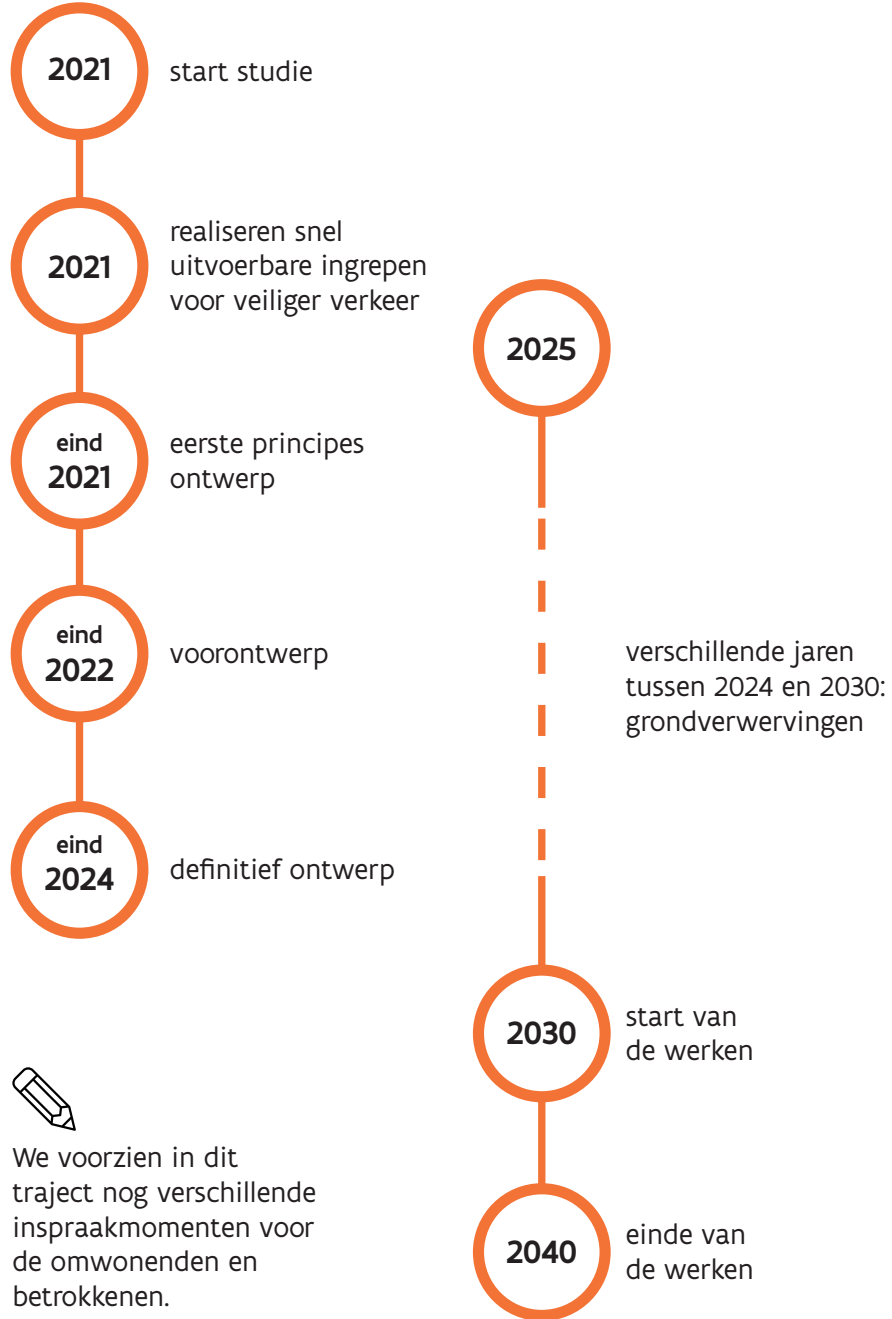 2021
start studie
2021
realiseren snel
uitvoerbare ingrepen
voor veiliger verkeer
eind
2021
eerste principes
ontwerp
eind
2022
voorontwerp
eind
2024
definitief ontwerp
We voorzien in dit
traject nog verschillende
inspraakmomenten voor
de omwonenden en
betrokkenen.
2025
verschillende jaren
tussen 2024 en 2030:
grondverwervingen
2030
start van
de werken
2040
einde van
de werken